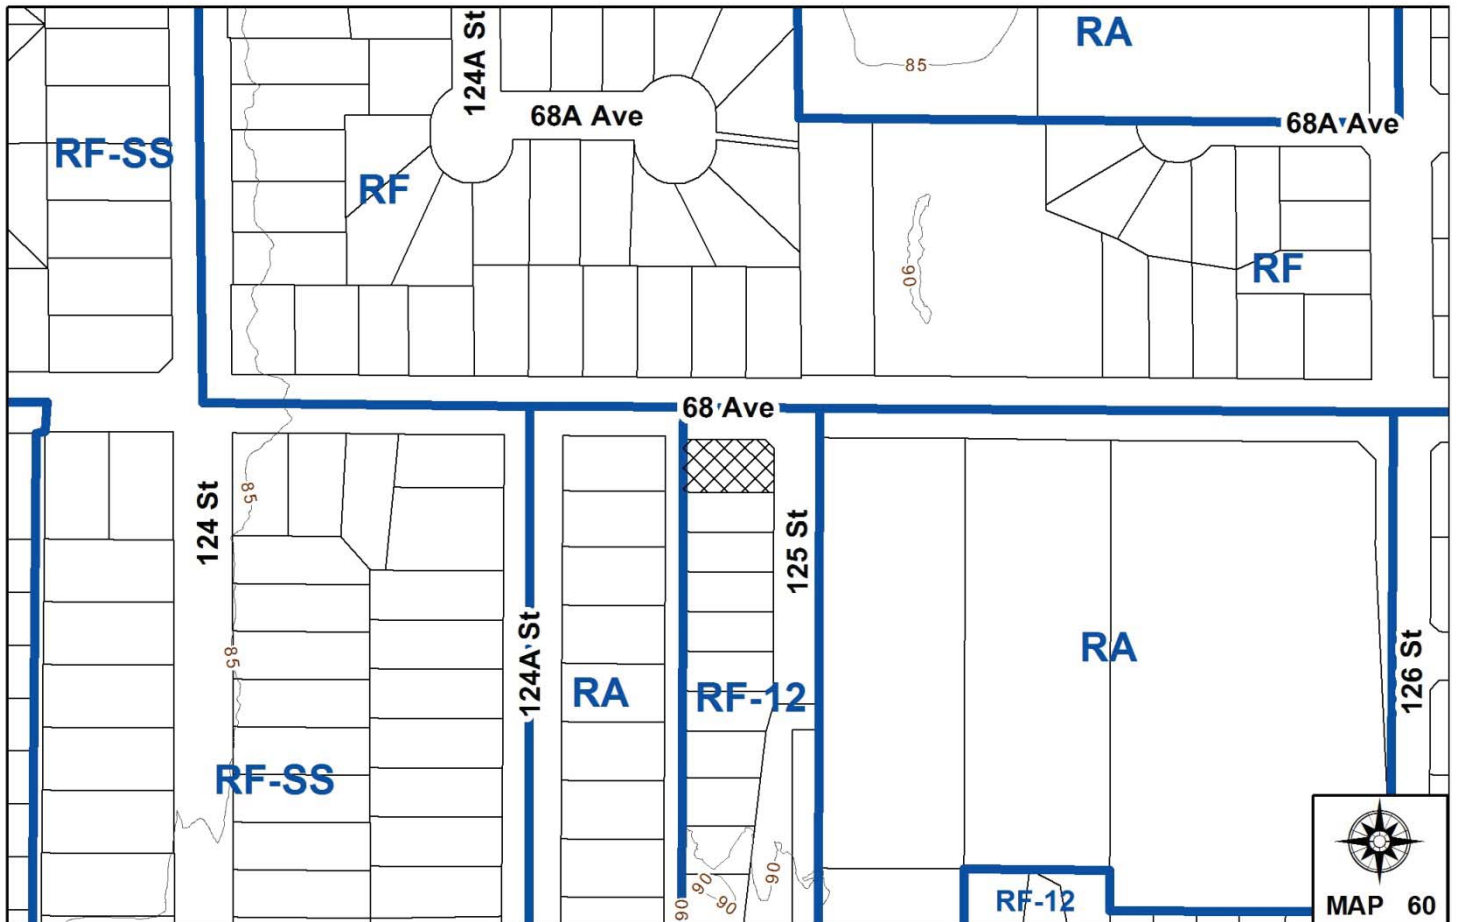 RA
124A St
85
68A Ave
68A Ave
RF-SS
RF
RF
90
68 Ave
85
124 St
125 St
85
124A St
RA
RF-12
RA
126 St
RF-SS
90
90
90
90
RF-12
MAP 60